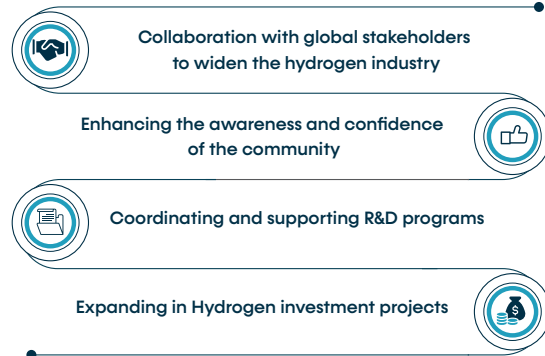 Collaboration with global stakeholders
to widen the hydrogen industry
Enhancing the awareness and confidence
of the community
Coordinating and supporting R&D programs
Expanding in Hydrogen investment projects
$